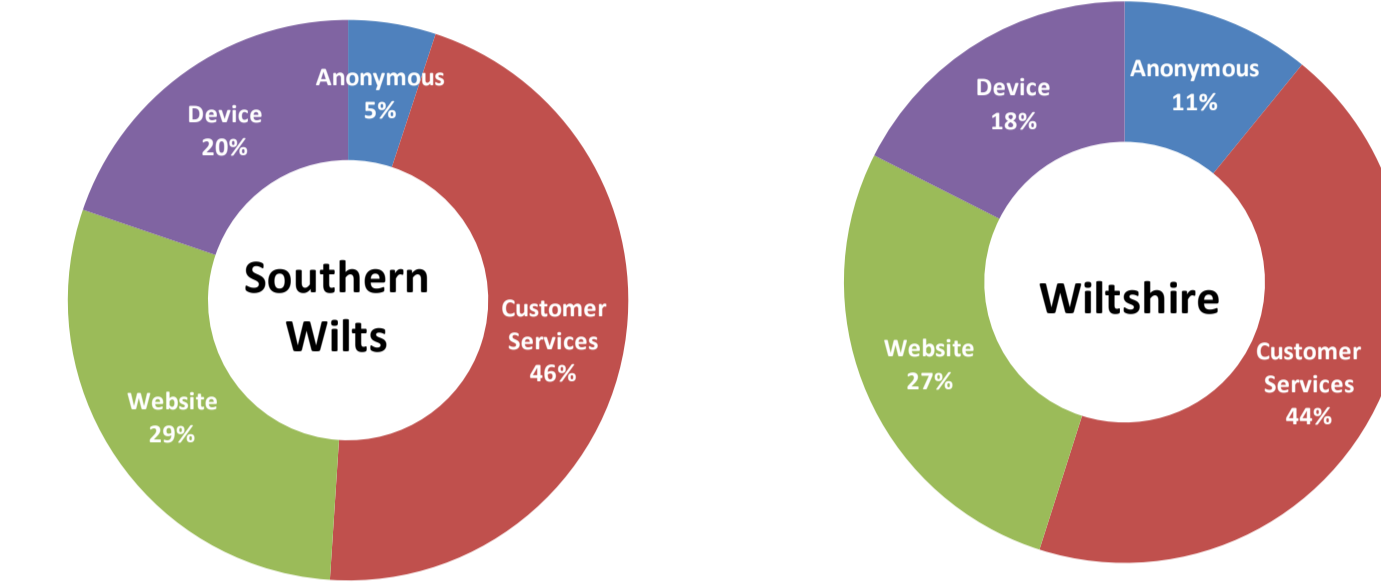 Anonymous
5%
Device
20%
Southern
Wilts
Customer
Services
46%
Website
29%
Anonymous
11%
Device
18%
Wiltshire
Customer
Services
44%
Website
27%